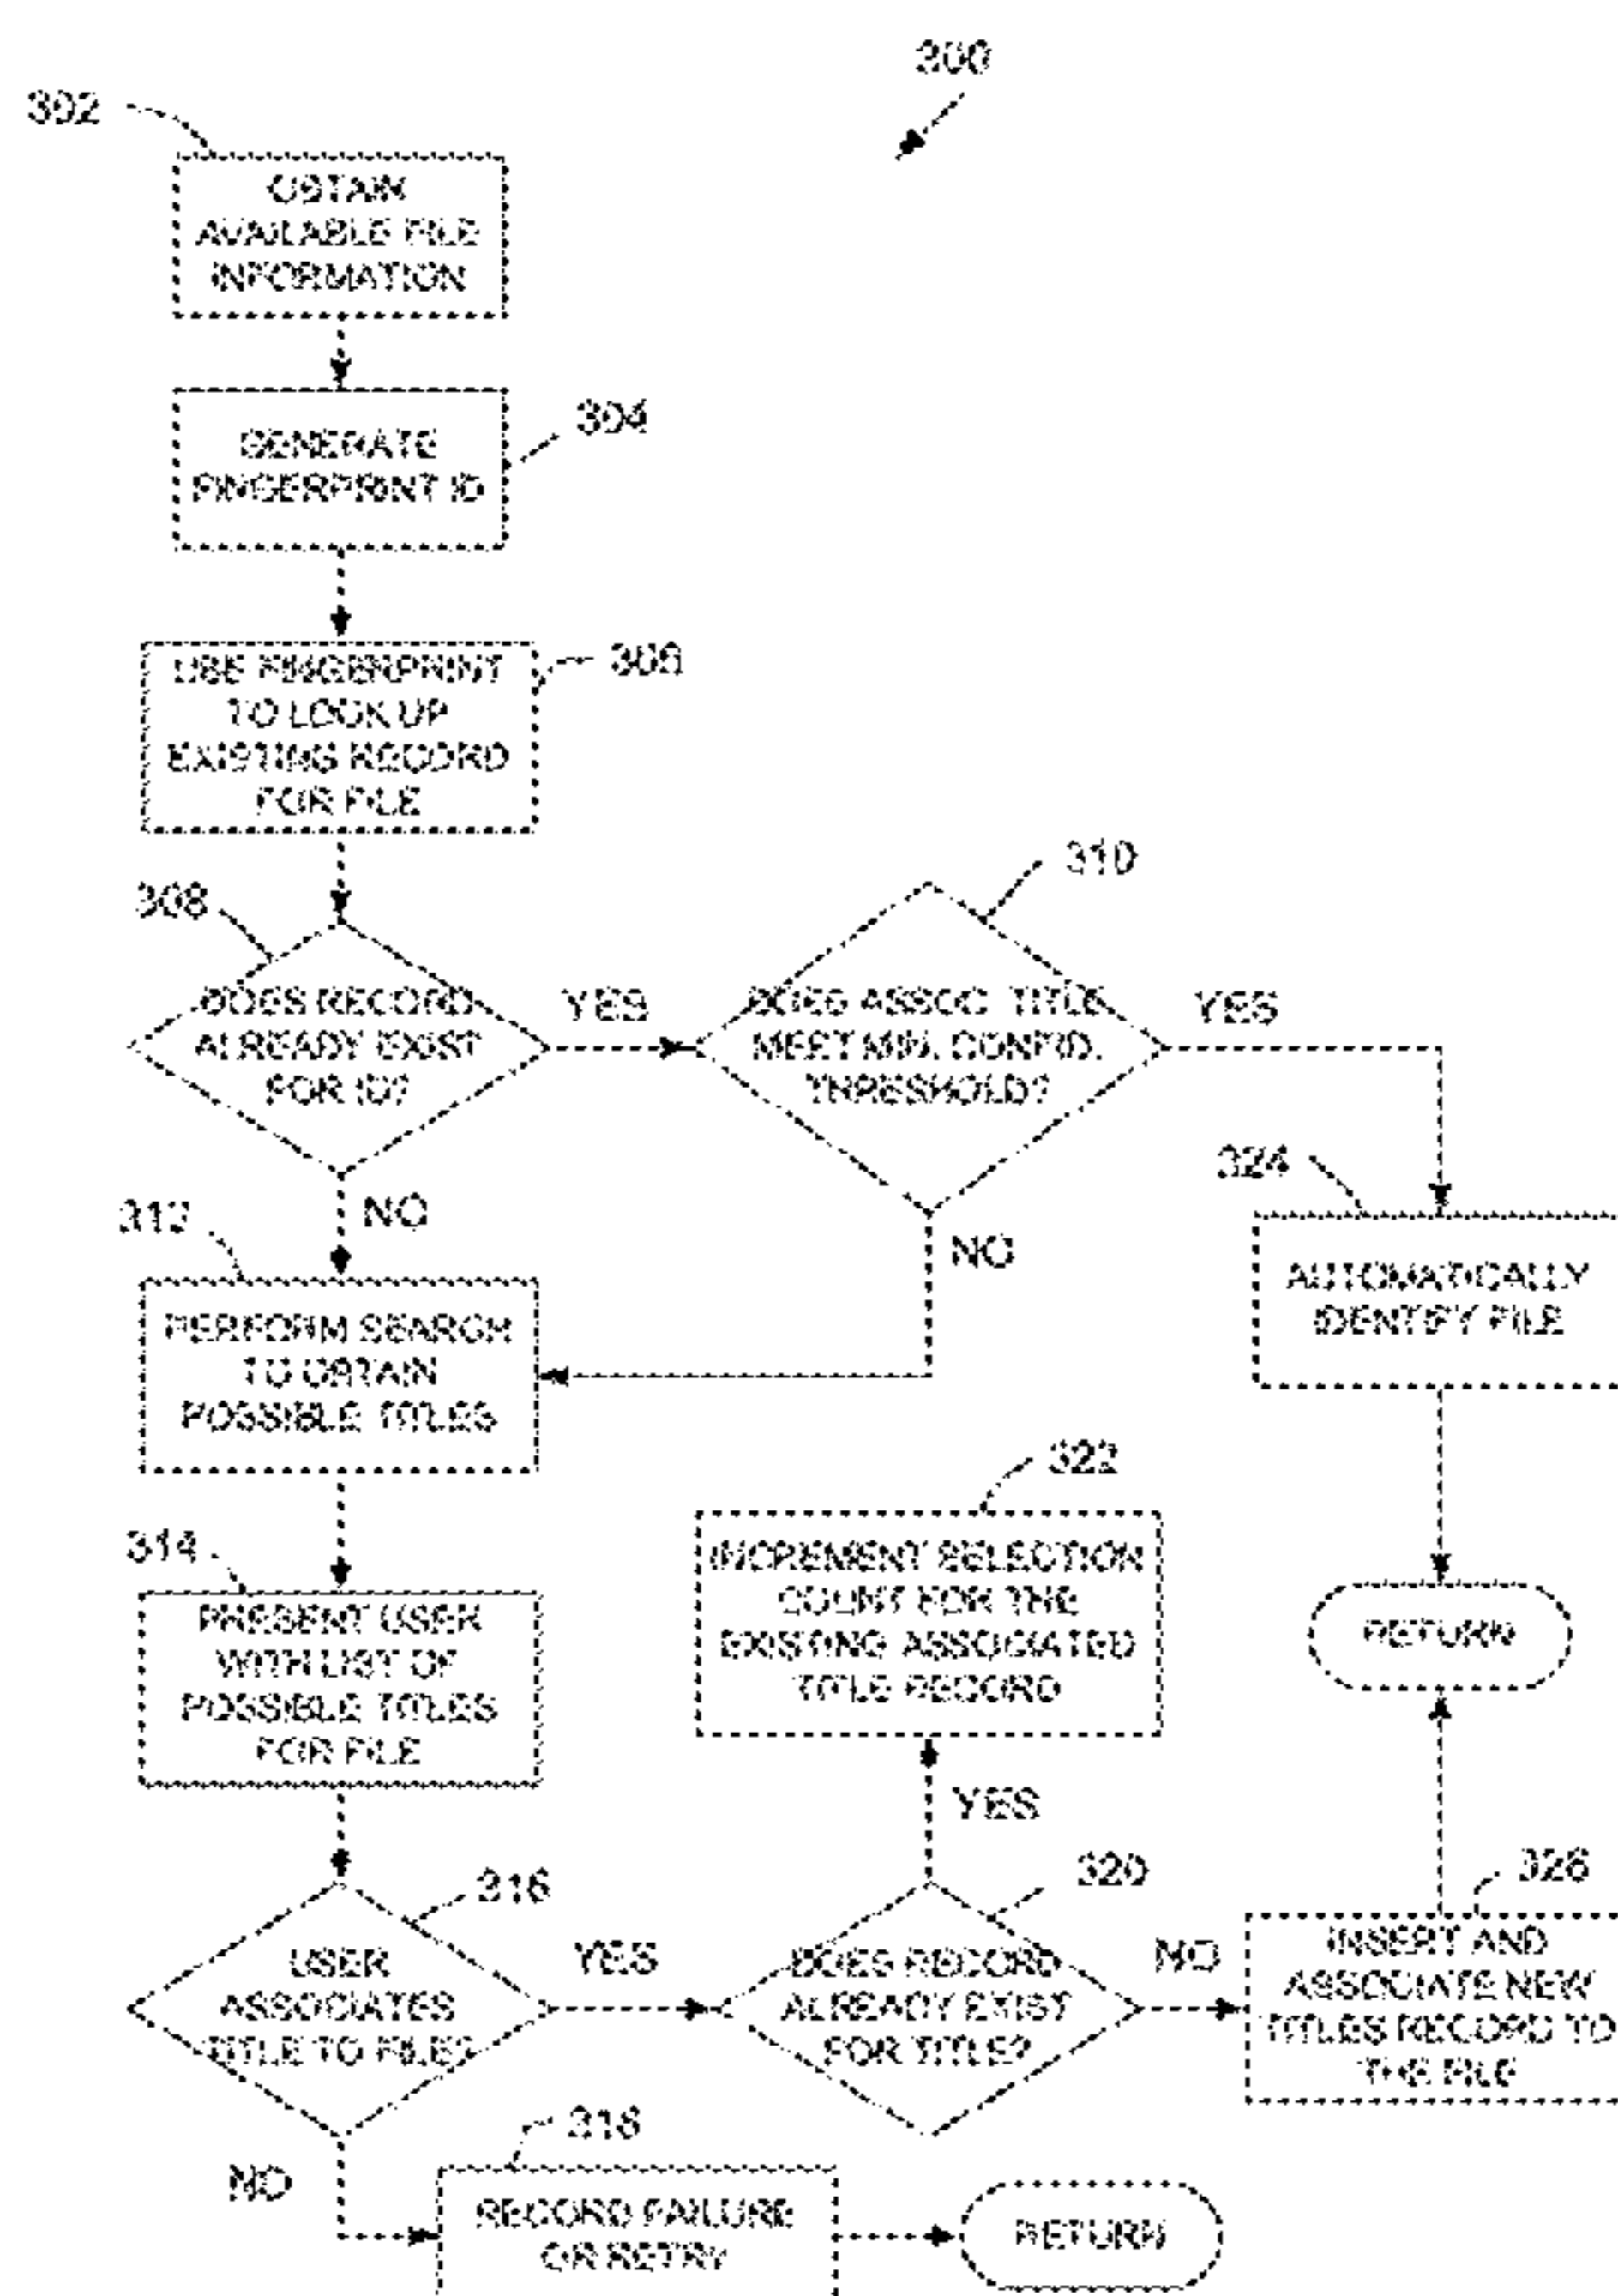 300
302
OBTAIN
AVAILABLE FILE
INFORMATION
304
GENERATE
FINGERPRINT ID
306
USE FINGERPRINT
TO LOOK UP
EXISTING RECORD
FOR FILE
308
DOES RECORD
ALREADY EXIST
FOR ID?
YES
NO
310
DOES ASSOC. TITLE
MEET MIN. CONFID.
THRESHOLD?
YES
NO
312
PERFORM SEARCH
TO OBTAIN
POSSIBLE TITLES
324
AUTOMATICALLY
IDENTIFY FILE
RETURN
314
PRESENT USER
WITH LIST OF
POSSIBLE TITLES
FOR FILE
322
INCREMENT SELECTION
COUNT FOR THE
EXISTING ASSOCIATED
TITLE RECORD
YES
316
USER
ASSOCIATES
TITLE TO FILE?
YES
NO
320
DOES RECORD
ALREADY EXIST
FOR TITLE?
NO
326
INSERT AND
ASSOCIATE NEW
TITLES RECORD TO
THE FILE
318
RECORD FAILURE
OR RETRY
RETURN